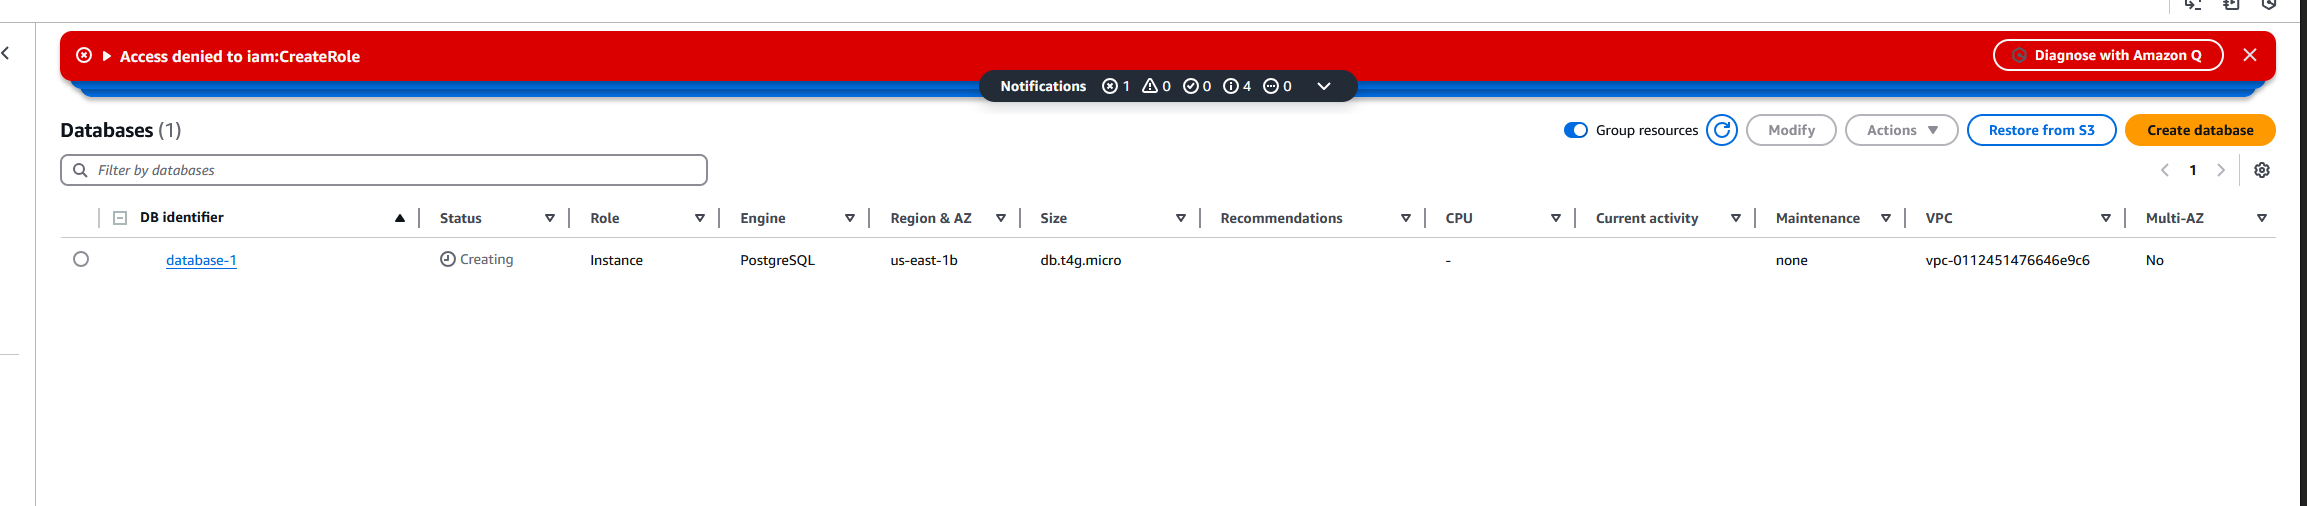 Access denied to iam:CreateRole
Diagnose with Amazon Q
Notifications 1 0 0 4 0
Databases (1)
Group resources
Modify
Actions
Restore from S3
Create database
Filter by databases
1
DB identifier Status Role Engine Region & AZ Size Recommendations CPU Current activity Maintenance VPC Multi-AZ
database-1 Creating Instance PostgreSQL us-east-1b db.t4g.micro - none vpc-0112451476646e9c6 No